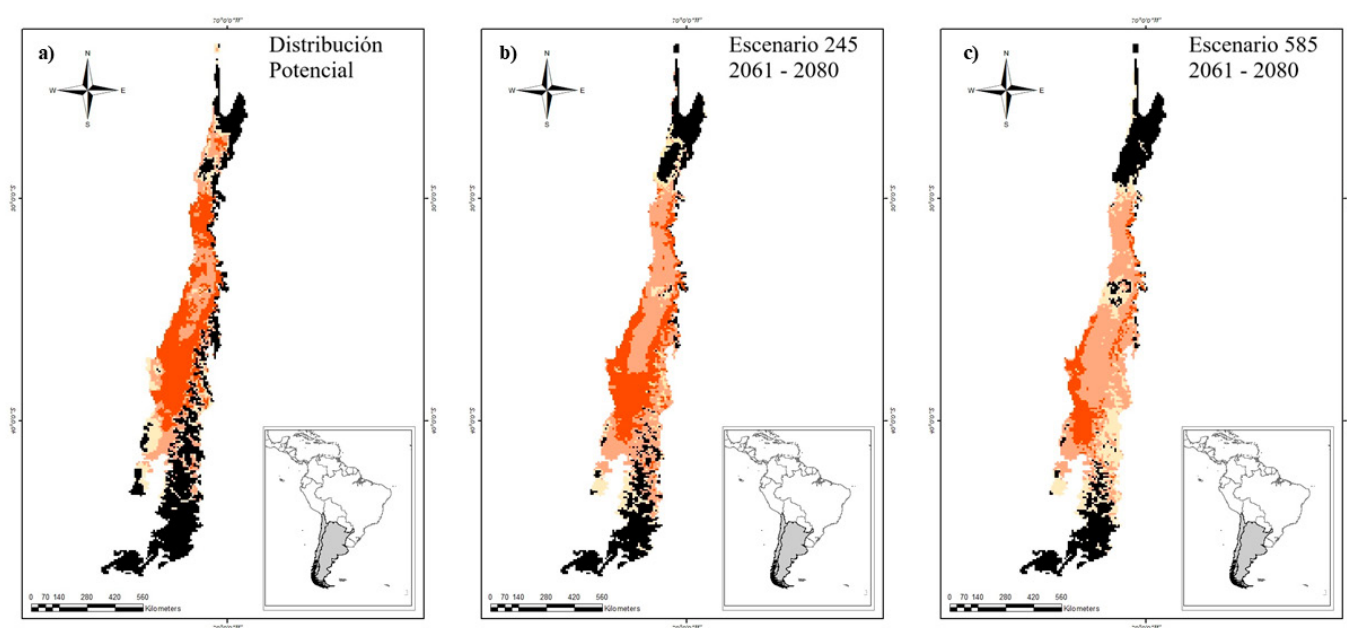 a)
Distribución
Potencial
N
W
E
S
0 70 140 280 420 560
Kilometers
b)
Escenario 245
2061 - 2080
N
W
E
S
0 70 140 280 420 560
Kilometers
c)
Escenario 585
2061 - 2080
N
W
E
S
0 70 140 280 420 560
Kilometers